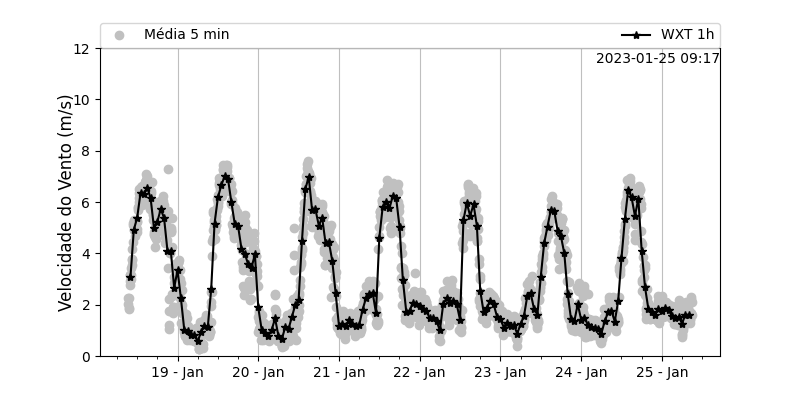 Média 5 min
WXT 1h
2023-01-25 09:17
Velocidade do Vento (m/s)
12
10
8
6
4
2
0
19 - Jan
20 - Jan
21 - Jan
22 - Jan
23 - Jan
24 - Jan
25 - Jan